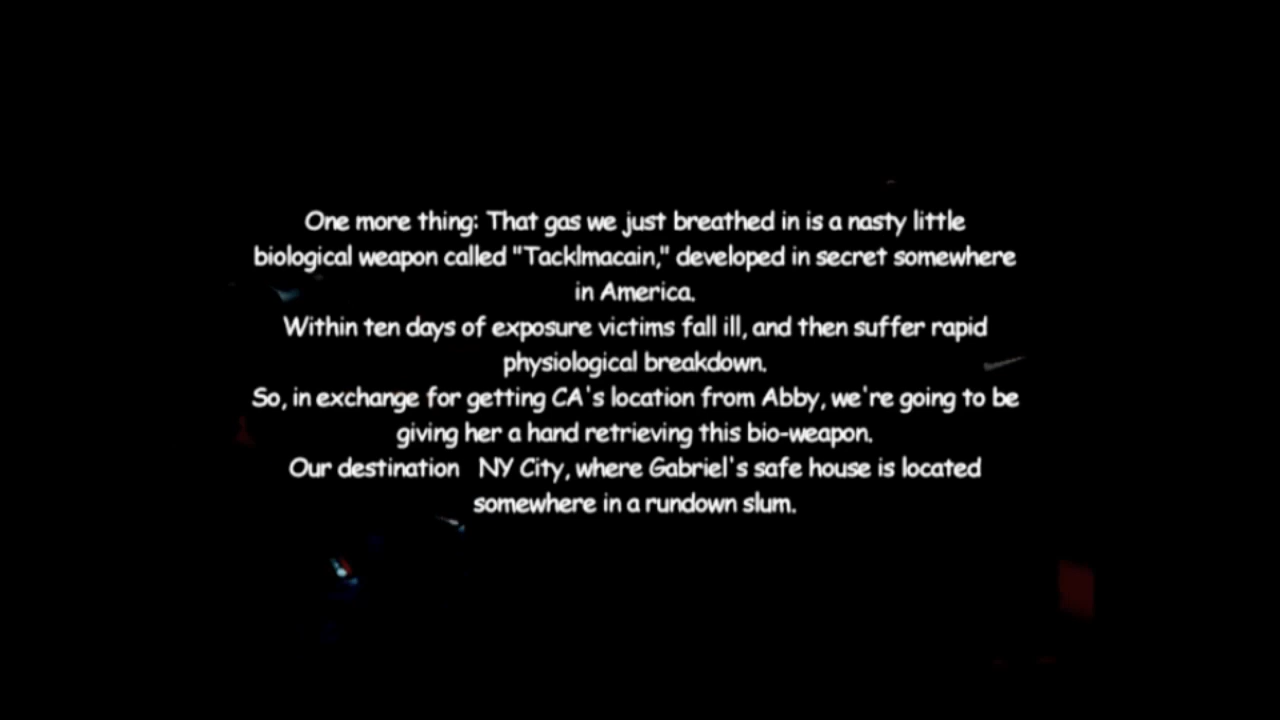 One more thing: That gas we just breathed in is a nasty little
biological weapon called "Tacklmacain," developed in secret somewhere
in America.
Within ten days of exposure victims fall ill, and then suffer rapid
physiological breakdown.
So, in exchange for getting CA's location from Abby, we're going to be
giving her a hand retrieving this bio-weapon.
Our destination   NY City, where Gabriel's safe house is located
somewhere in a rundown slum.